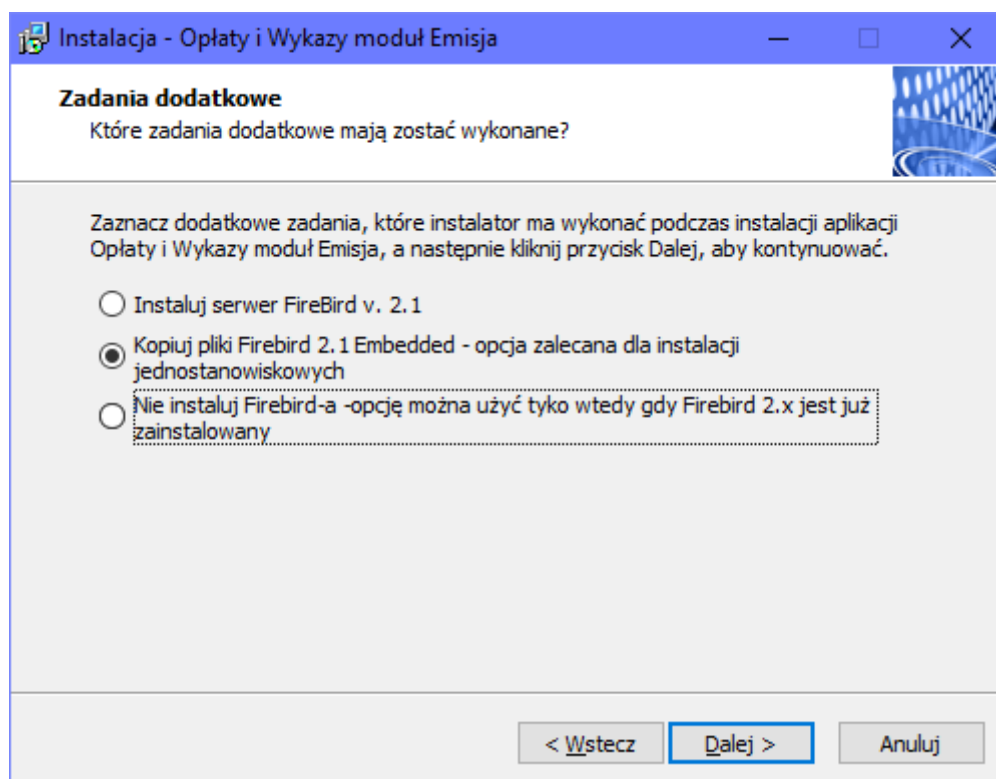 Instalacja - Opłaty i Wykazy moduł Emisja
Zadania dodatkowe
Które zadania dodatkowe mają zostać wykonane?
Zaznacz dodatkowe zadania, które instalator ma wykonać podczas instalacji aplikacji
Opłaty i Wykazy moduł Emisja, a następnie kliknij przycisk Dalej, aby kontynuować.
Instaluj serwer FireBird v. 2.1
Kopiuj pliki Firebird 2.1 Embedded - opcja zalecana dla instalacji
jednostanowiskowych
Nie instaluj Firebird-a -opcję można użyć tyko wtedy gdy Firebird 2.x jest już
zainstalowany
< Wstecz
Dalej >
Anuluj